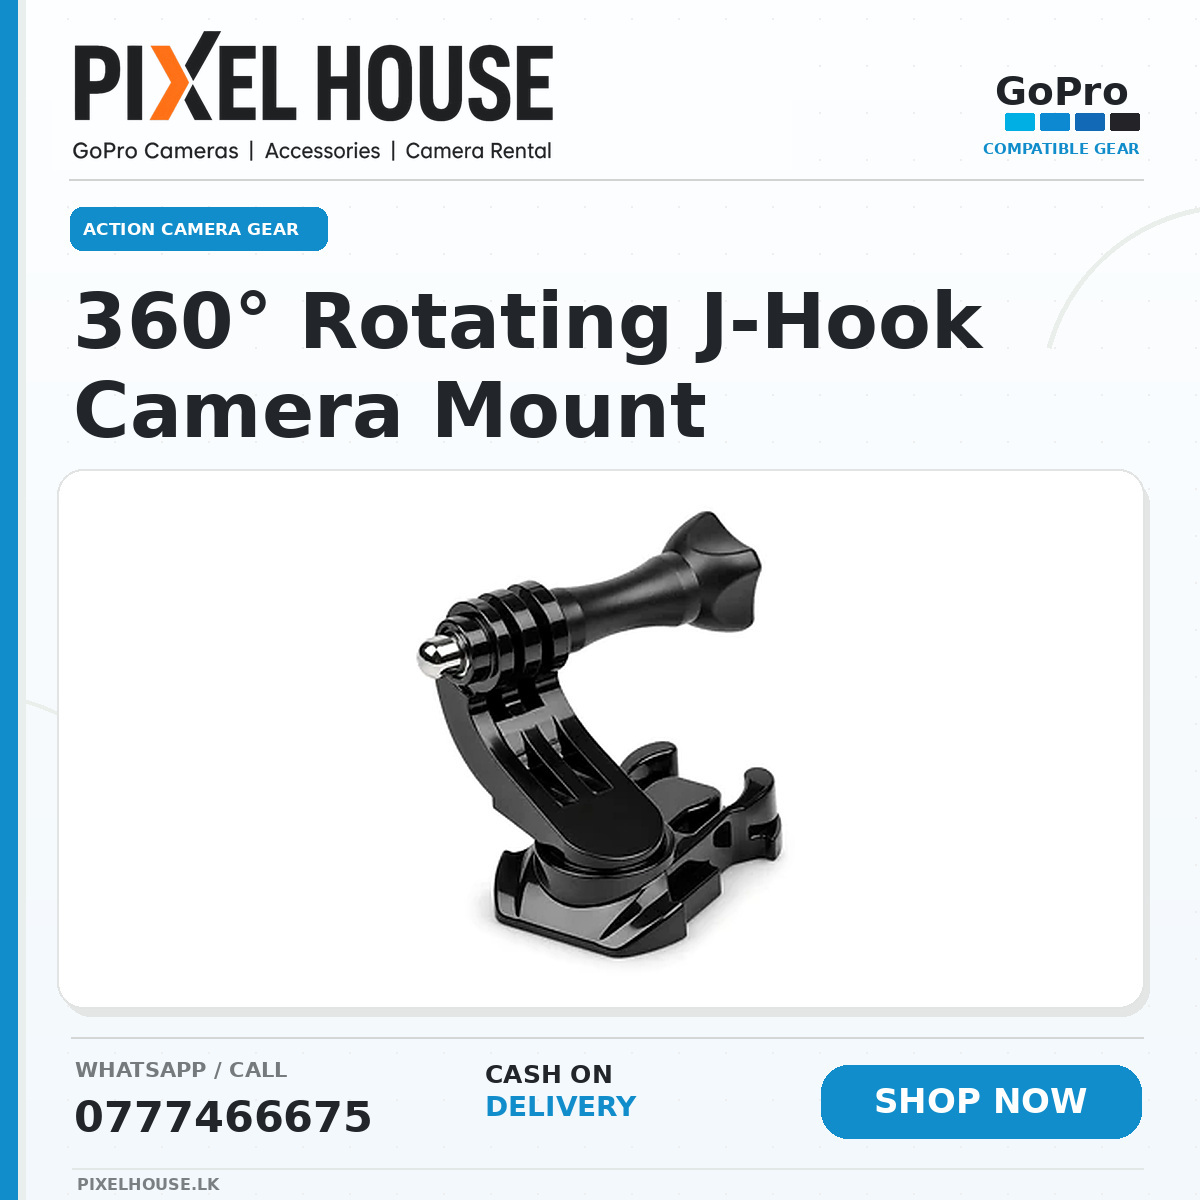 PIXEL HOUSE
GoPro Cameras | Accessories | Camera Rental
GoPro
COMPATIBLE GEAR
ACTION CAMERA GEAR
360° Rotating J-Hook
Camera Mount
WHATSAPP / CALL
0777466675
CASH ON
DELIVERY
SHOP NOW
PIXELHOUSE.LK